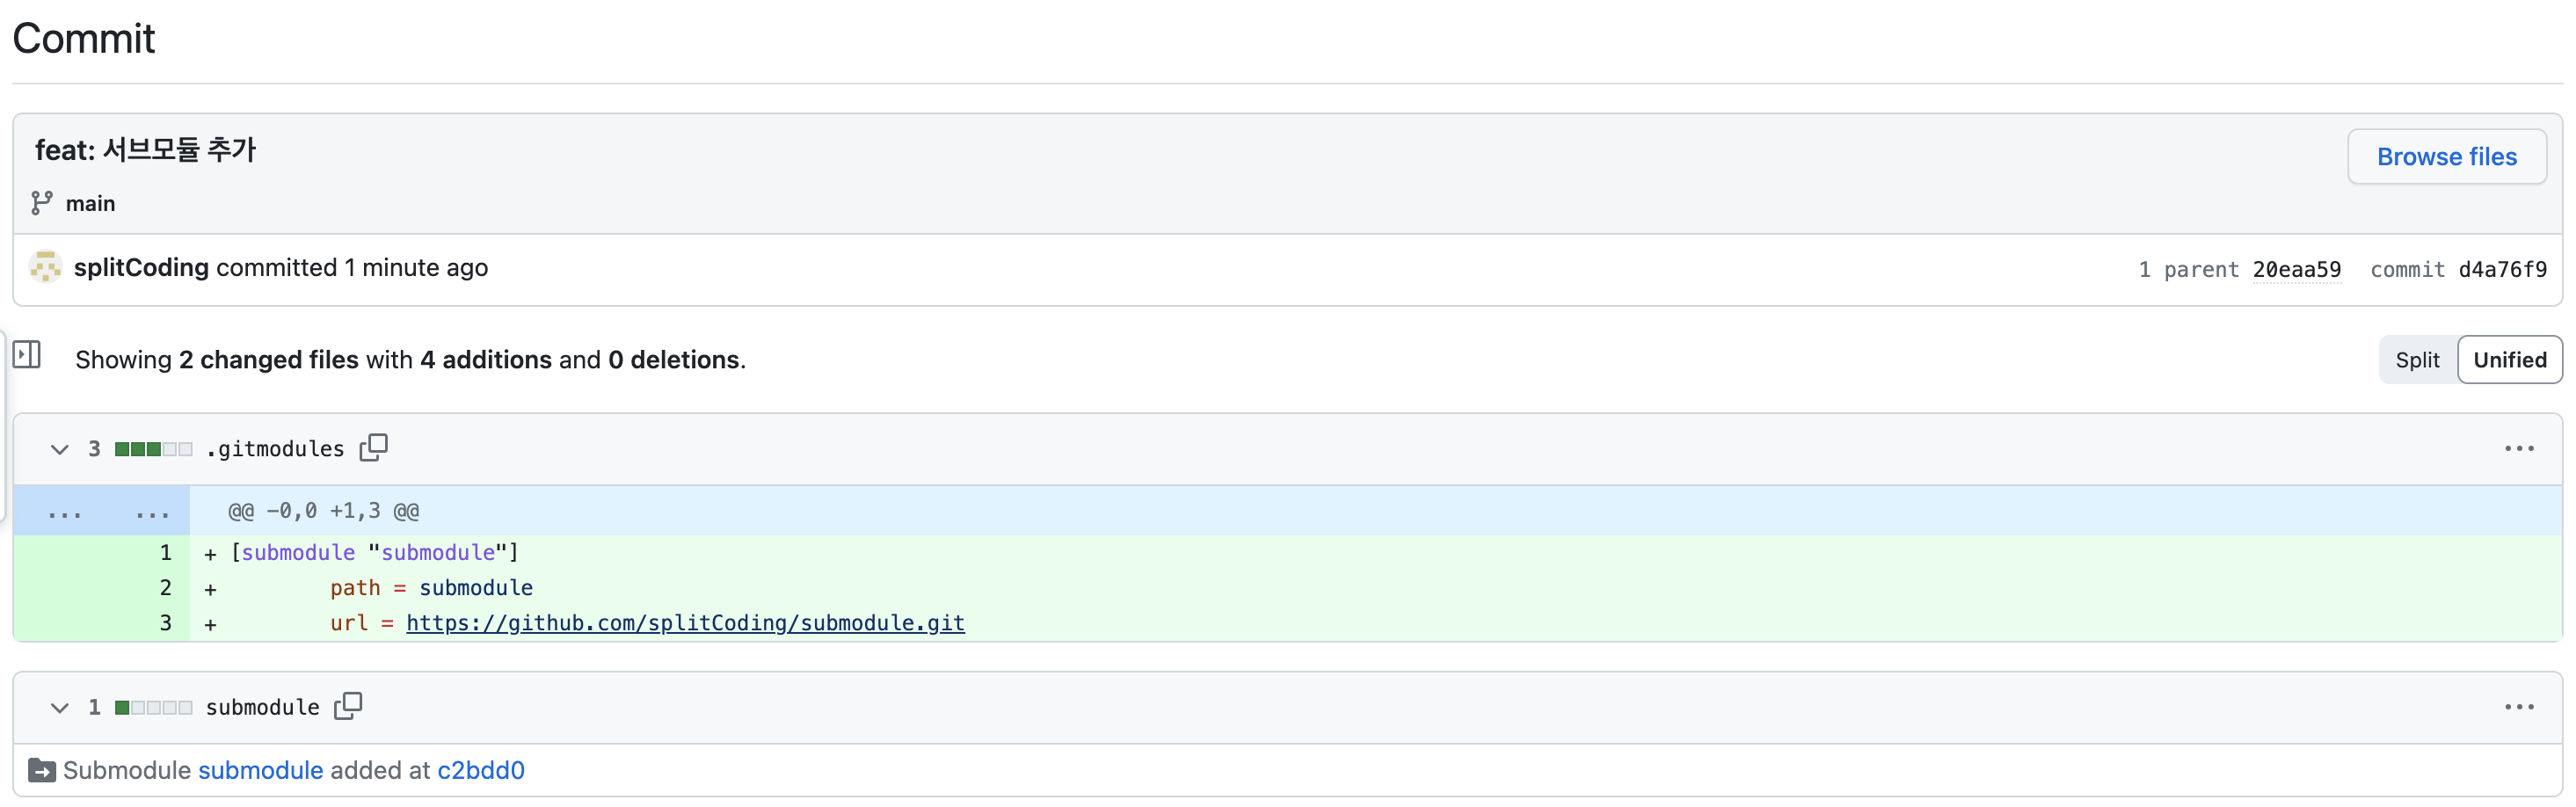 Commit
feat: 서브모듈 추가
Browse files
main
splitCoding committed 1 minute ago
1 parent 20eaa59 commit d4a76f9
Showing 2 changed files with 4 additions and 0 deletions.
Split Unified
3 .gitmodules
... ... @@ -0,0 +1,3 @@
1 + [submodule "submodule"]
2 + path = submodule
3 + url = https://github.com/splitCoding/submodule.git
1 submodule
Submodule submodule added at c2bdd0